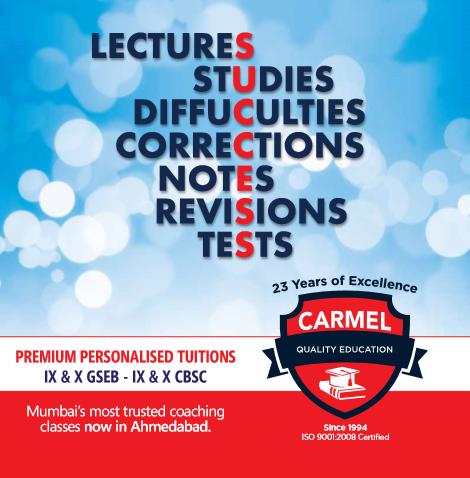 LECTURES
STUDIES
DIFFUCULTIES
CORRECTIONS
NOTES
REVISIONS
TESTS
23 Years of Excellence
CARMEL
QUALITY EDUCATION
Since 1994
ISO 9001:2008 Certified
PREMIUM PERSONALISED TUITIONS
IX & X GSEB - IX & X CBSC
Mumbai's most trusted coaching
classes now in Ahmedabad.